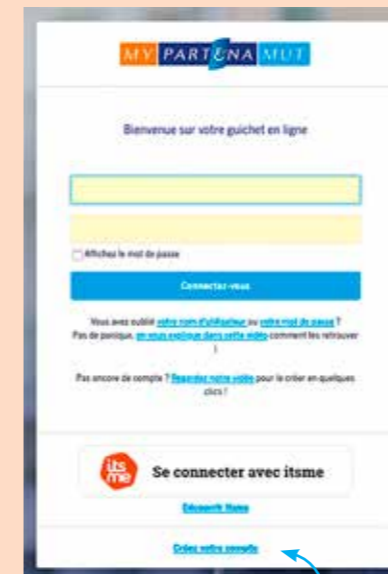 MY PARTENA MUT
Bienvenue sur votre guichet en ligne
Affichez le mot de passe
Connectez-vous
Vous avez oublié votre nom d'utilisateur ou votre mot de passe ?
Pas de panique, on vous explique dans cette vidéo comment les retrouver
!
Pas encore de compte ? Regardez notre vidéo pour le créer en quelques
clics !
its
me
Se connecter avec itsme
Découvrir itsme
Créez votre compte